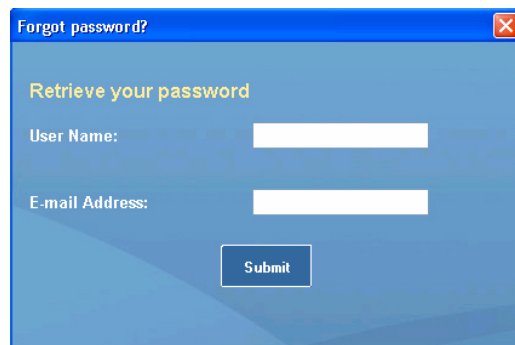 Forgot password?
Retrieve your password
User Name:
E-mail Address:
Submit